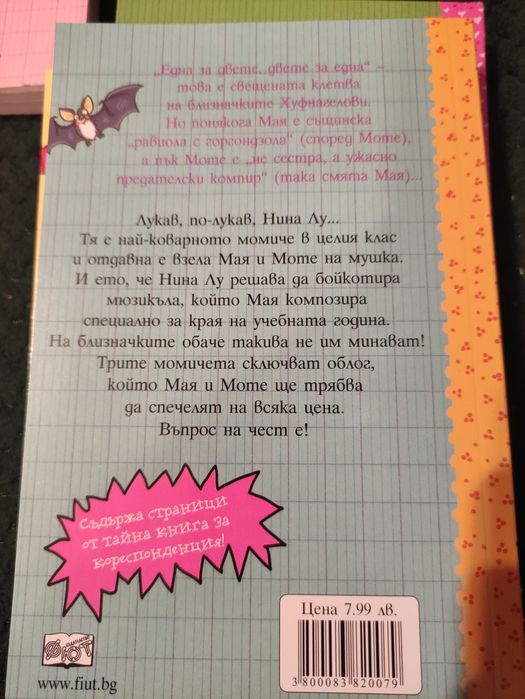 „Една за двете, двете за една“ –
това е свещената клетва
на близначките Хуфнагелови.
Но понякога Мая е същинска
„равиола с горгондзола“ (според Моте),
а пък Моте е „не сестра, а ужасно
предателски компир“ (така смята Мая)...
Лукав, по-лукав, Нина Лу...
Тя е най-коварното момиче в целия клас
и отдавна е взела Мая и Моте на мушка.
И ето, че Нина Лу решава да бойкотира
мюзикъла, който Мая композира
специално за края на учебната година.
На близначките обаче такива не им минават!
Трите момичета сключват облог,
който Мая и Моте ще трябва
да спечелят на всяка цена.
Въпрос на чест е!
Съдържа страници
от тайна книга за
кореспонденция!
Цена 7.99 лв.
3800083820079
ФЮТ
www.fiut.bg